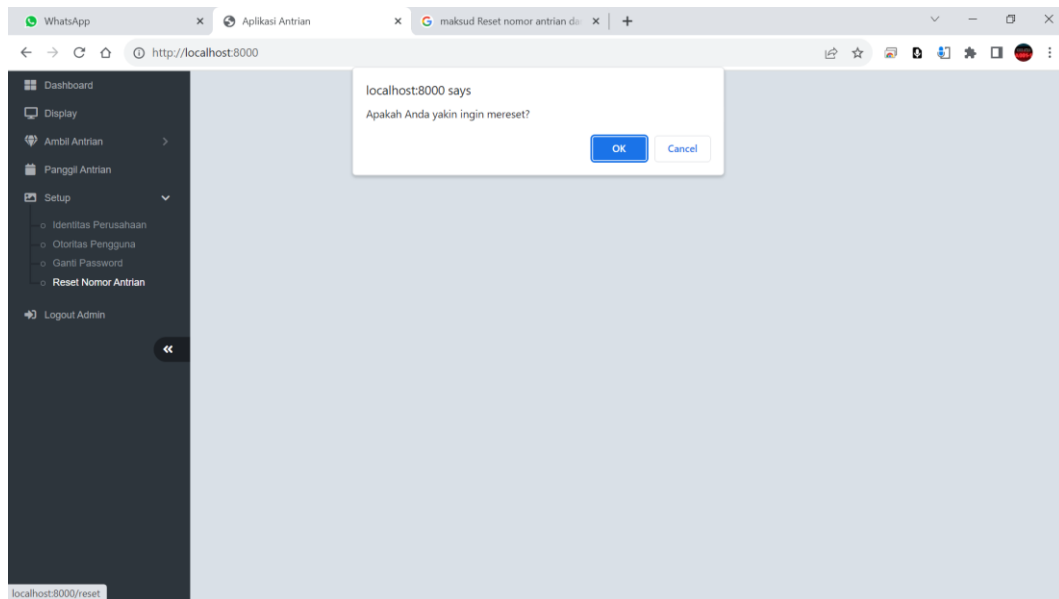 WhatsApp
Aplikasi Antrian
maksud Reset nomor antrian da
http://localhost:8000
Dashboard
Display
Ambil Antrian
Panggil Antrian
Setup
Identitas Perusahaan
Otoritas Pengguna
Ganti Password
Reset Nomor Antrian
Logout Admin
localhost:8000 says
Apakah Anda yakin ingin mereset?
OK Cancel
localhost:8000/reset